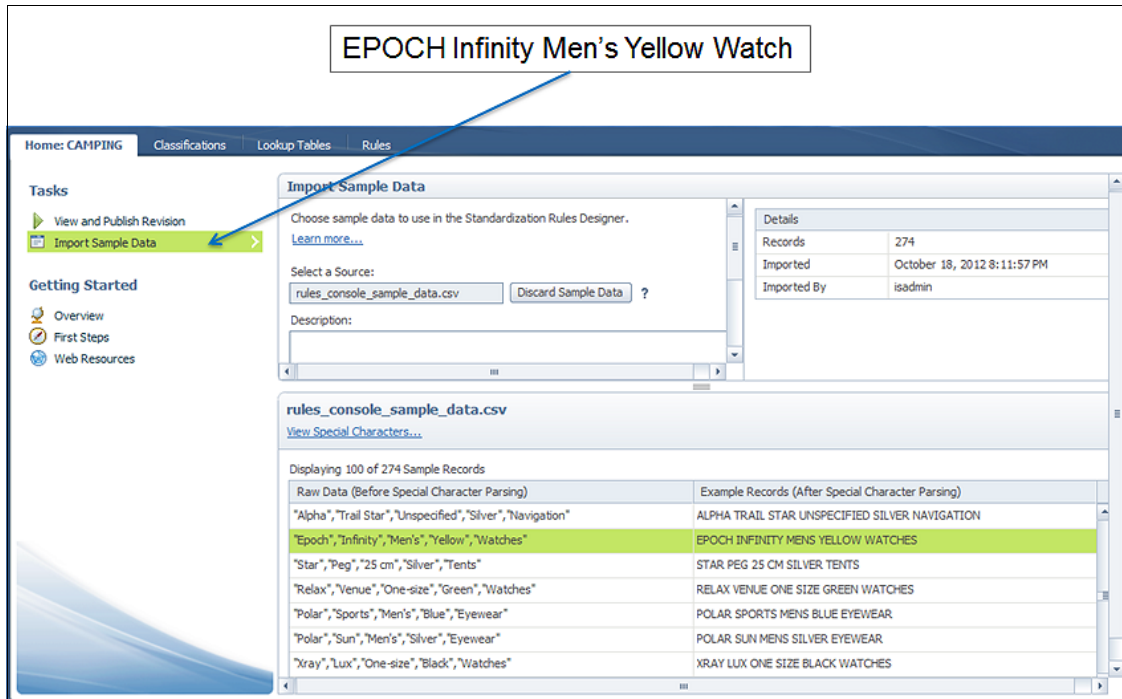 EPOCH Infinity Men's Yellow Watch
Home: CAMPING Classifications Lookup Tables Rules
Tasks
View and Publish Revision
Import Sample Data
Getting Started
Overview
First Steps
Web Resources
Import Sample Data
Choose sample data to use in the Standardization Rules Designer.
Learn more...
Select a Source:
rules_console_sample_data.csv Discard Sample Data ?
Description:
Details
Records 274
Imported October 18, 2012 8:11:57 PM
Imported By isadmin
rules_console_sample_data.csv
View Special Characters...
Displaying 100 of 274 Sample Records
Raw Data (Before Special Character Parsing) Example Records (After Special Character Parsing)
"Alpha","Trail Star","Unspecified","Silver","Navigation" ALPHA TRAIL STAR UNSPECIFIED SILVER NAVIGATION
"Epoch","Infinity","Men's","Yellow","Watches" EPOCH INFINITY MENS YELLOW WATCHES
"Star","Peg","25 cm","Silver","Tents" STAR PEG 25 CM SILVER TENTS
"Relax","Venue","One-size","Green","Watches" RELAX VENUE ONE SIZE GREEN WATCHES
"Polar","Sports","Men's","Blue","Eyewear" POLAR SPORTS MENS BLUE EYEWEAR
"Polar","Sun","Men's","Silver","Eyewear" POLAR SUN MENS SILVER EYEWEAR
"Xray","Lux","One-size","Black","Watches" XRAY LUX ONE SIZE BLACK WATCHES